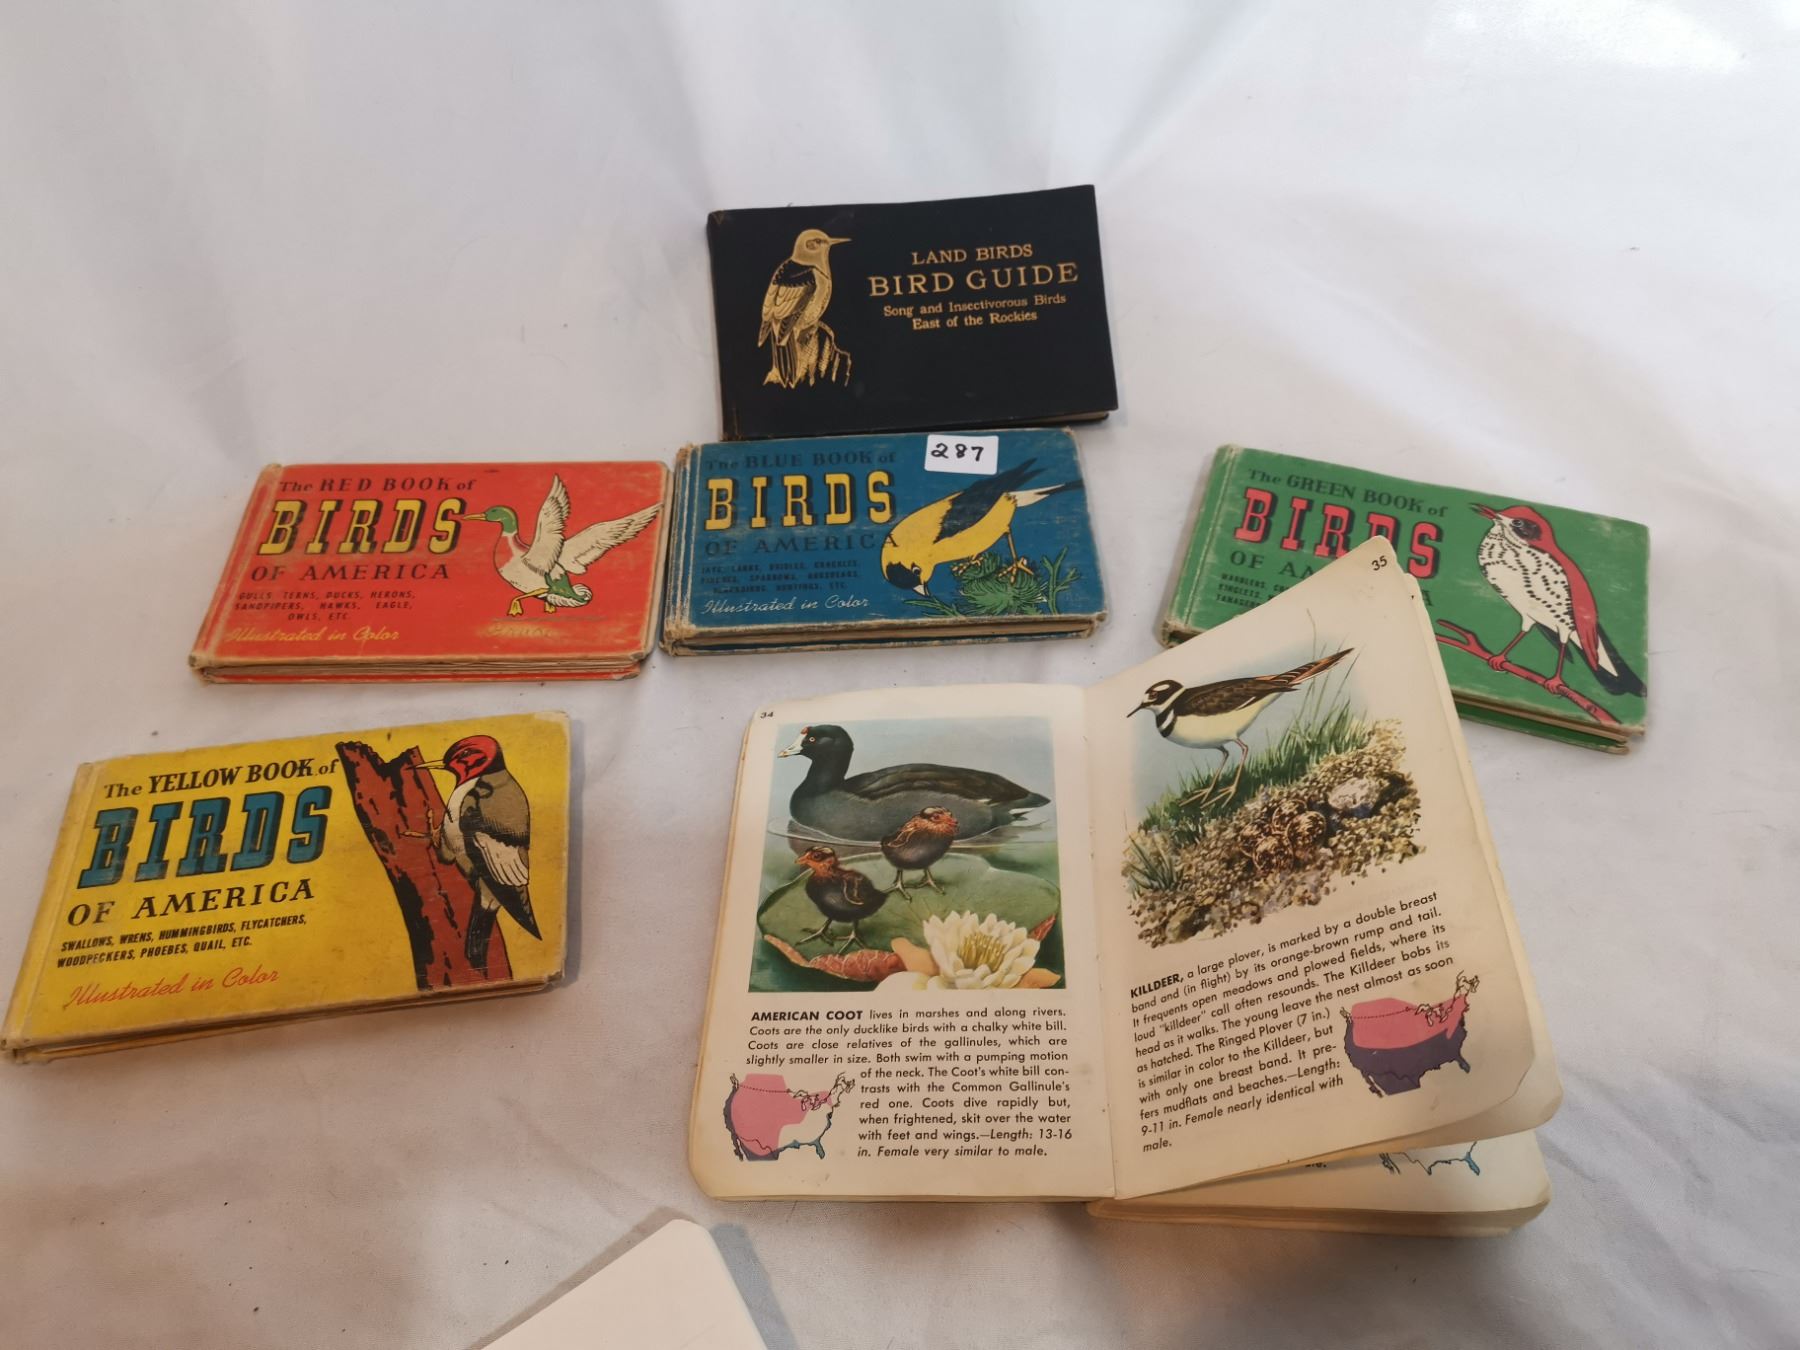 LAND BIRDS
BIRD GUIDE
Song and Insectivorous Birds
East of the Rockies
The RED BOOK of
BIRDS
OF AMERICA
GULLS, TERNS, DUCKS, HERONS,
SANDPIPERS, HAWKS, EAGLE,
OWLS, ETC.
Illustrated in Color
287
The BLUE BOOK of
BIRDS
OF AMERICA
JAYS, LARKS, ORIOLES, GRACKLES,
FINCHES, SPARROWS, GROSBEAKS,
BUNTINGS, ETC.
Illustrated in Color
The GREEN BOOK of
BIRDS
OF
WARBLERS,
KINGLETS,
The YELLOW BOOK of
BIRDS
OF AMERICA
SWALLOWS, WRENS, HUMMINGBIRDS, FLYCATCHERS,
WOODPECKERS, PHOEBES, QUAIL, ETC.
Illustrated in Color
34
AMERICAN COOT lives in marshes and along rivers.
Coots are the only ducklike birds with a chalky white bill.
Coots are close relatives of the gallinules, which are
slightly smaller in size. Both swim with a pumping motion
of the neck. The Coot's white bill con-
trasts with the Common Gallinule's
red one. Coots dive rapidly but,
when frightened, skit over the water
with feet and wings.—Length: 13-16
in. Female very similar to male.
35
KILLDEER, a large plover, is marked by a double breast
band and (in flight) by its orange-brown rump and tail.
It frequents open meadows and plowed fields, where its
loud "killdeer" call often resounds. The Killdeer bobs its
head as it walks. The young leave the nest almost as soon
as hatched. The Ringed Plover (7 in.)
is similar in color to the Killdeer, but
with only one breast band. It pre-
fers mudflats and beaches.—Length:
9-11 in. Female nearly identical with
male.